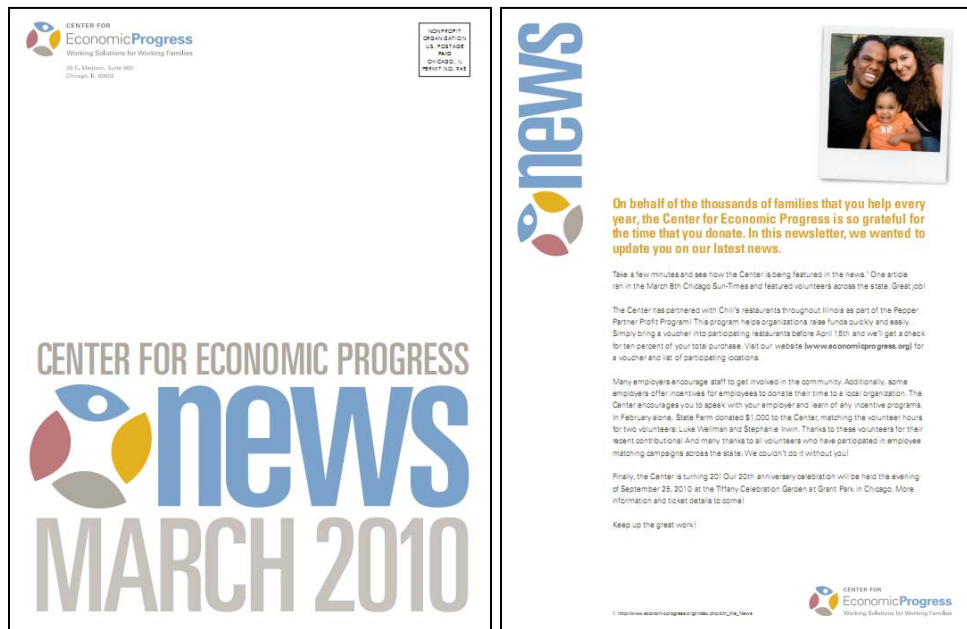 CENTER FOR
EconomicProgress
Working Solutions for Working Families
29 E. Madison, Suite 900
Chicago, IL 60602
NONPROFIT
ORGANIZATION
U.S. POSTAGE
PAID
CHICAGO, IL
PERMIT NO. 945
CENTER FOR ECONOMIC PROGRESS
news
MARCH 2010
news
On behalf of the thousands of families that you help every
year, the Center for Economic Progress is so grateful for
the time that you donate. In this newsletter, we wanted to
update you on our latest news.
Take a few minutes and see how the Center is being featured in the news.¹ One article
ran in the March 8th Chicago Sun-Times and featured volunteers across the state. Great job!
The Center has partnered with Chili's restaurants throughout Illinois as part of the Pepper
Partner Profit Program! This program helps organizations raise funds quickly and easily.
Simply bring a voucher into participating restaurants before April 15th and we'll get a check
for ten percent of your total purchase. Visit our website (www.economicprogress.org) for
a voucher and list of participating locations.
Many employers encourage staff to get involved in the community. Additionally, some
employers offer incentives for employees to donate their time to a local organization. The
Center encourages you to speak with your employer and learn of any incentive programs.
In February alone, State Farm donated $1,000 to the Center, matching the volunteer hours
for two volunteers: Luke Weilman and Stephanie Irwin. Thanks to these volunteers for their
recent contributions! And many thanks to all volunteers who have participated in employee
matching campaigns across the state. We couldn't do it without you!
Finally, the Center is turning 20! Our 20th anniversary celebration will be held the evening
of September 25, 2010 at the Tiffany Celebration Garden at Grant Park in Chicago. More
information and ticket details to come!
Keep up the great work!
1. http://www.economicprogress.org/index.php/c/in_the_News
CENTER FOR
EconomicProgress
Working Solutions for Working Families